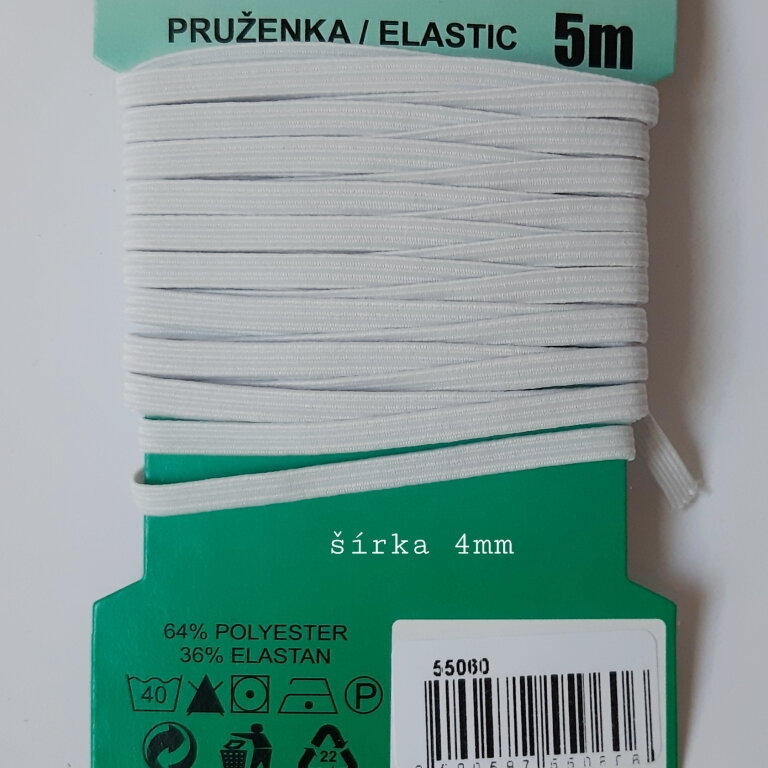 PRUŽENKA / ELASTIC 5m
šírka 4mm
64% POLYESTER
36% ELASTAN
40 P
22
55060